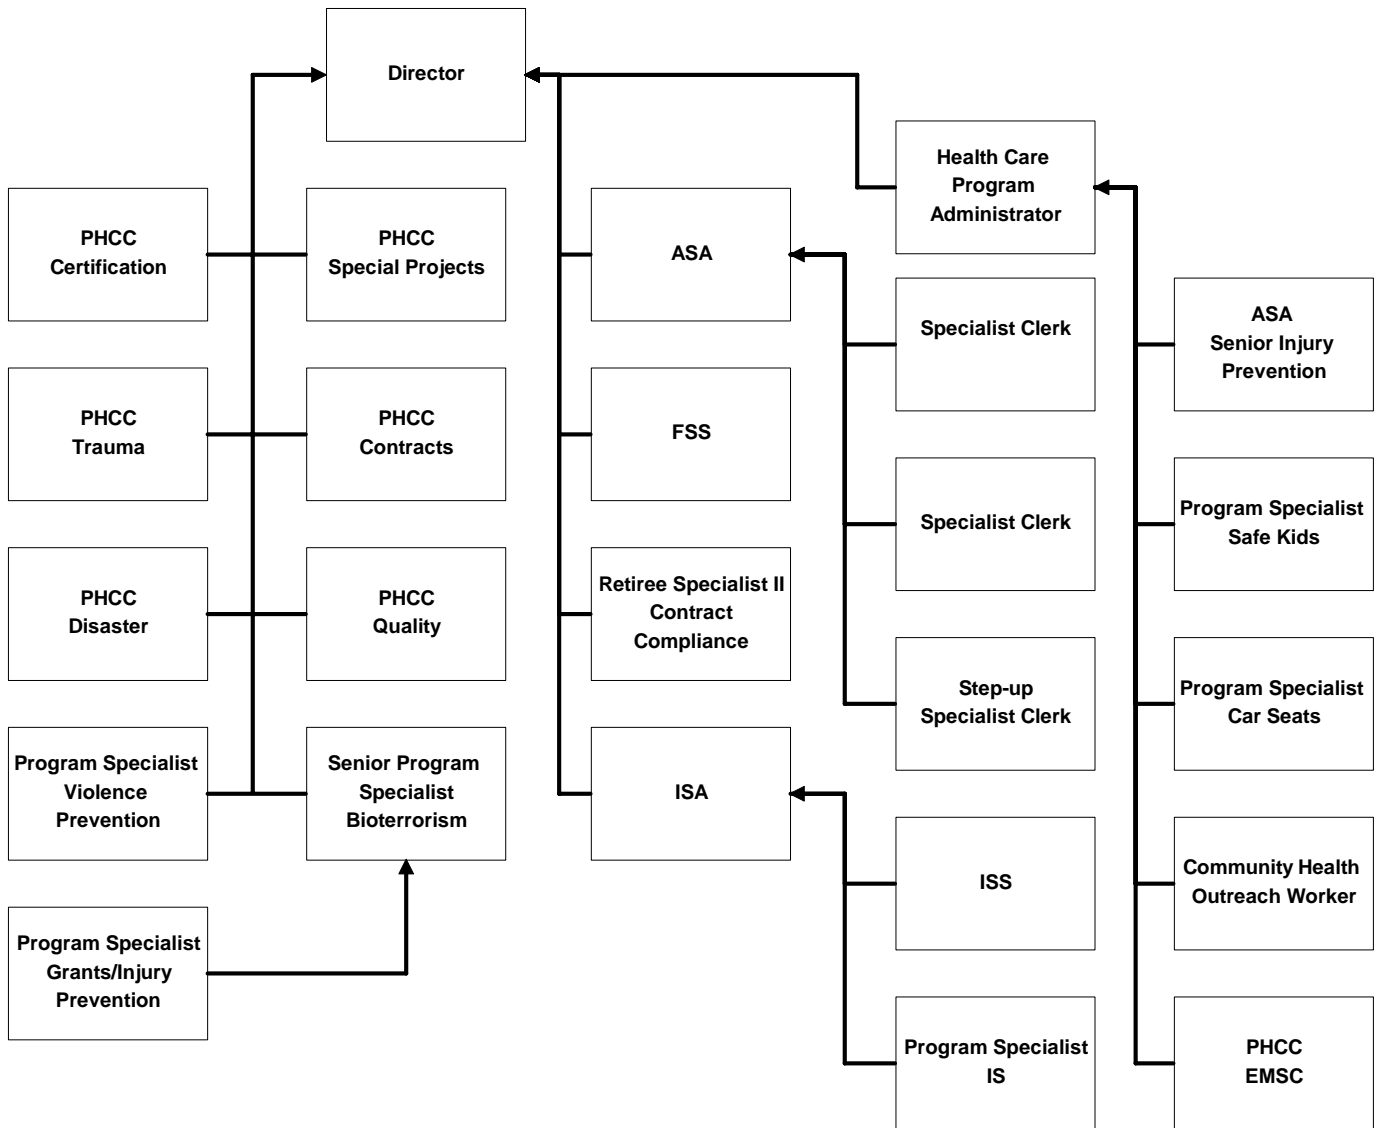 Director
Health Care
Program
Administrator
PHCC
Certification
PHCC
Special Projects
ASA
Specialist Clerk
ASA
Senior Injury
Prevention
PHCC
Trauma
PHCC
Contracts
FSS
Specialist Clerk
Program Specialist
Safe Kids
PHCC
Disaster
PHCC
Quality
Retiree Specialist II
Contract
Compliance
Step-up
Specialist Clerk
Program Specialist
Car Seats
Program Specialist
Violence
Prevention
Senior Program
Specialist
Bioterrorism
ISA
ISS
Community Health
Outreach Worker
Program Specialist
Grants/Injury
Prevention
Program Specialist
IS
PHCC
EMSC